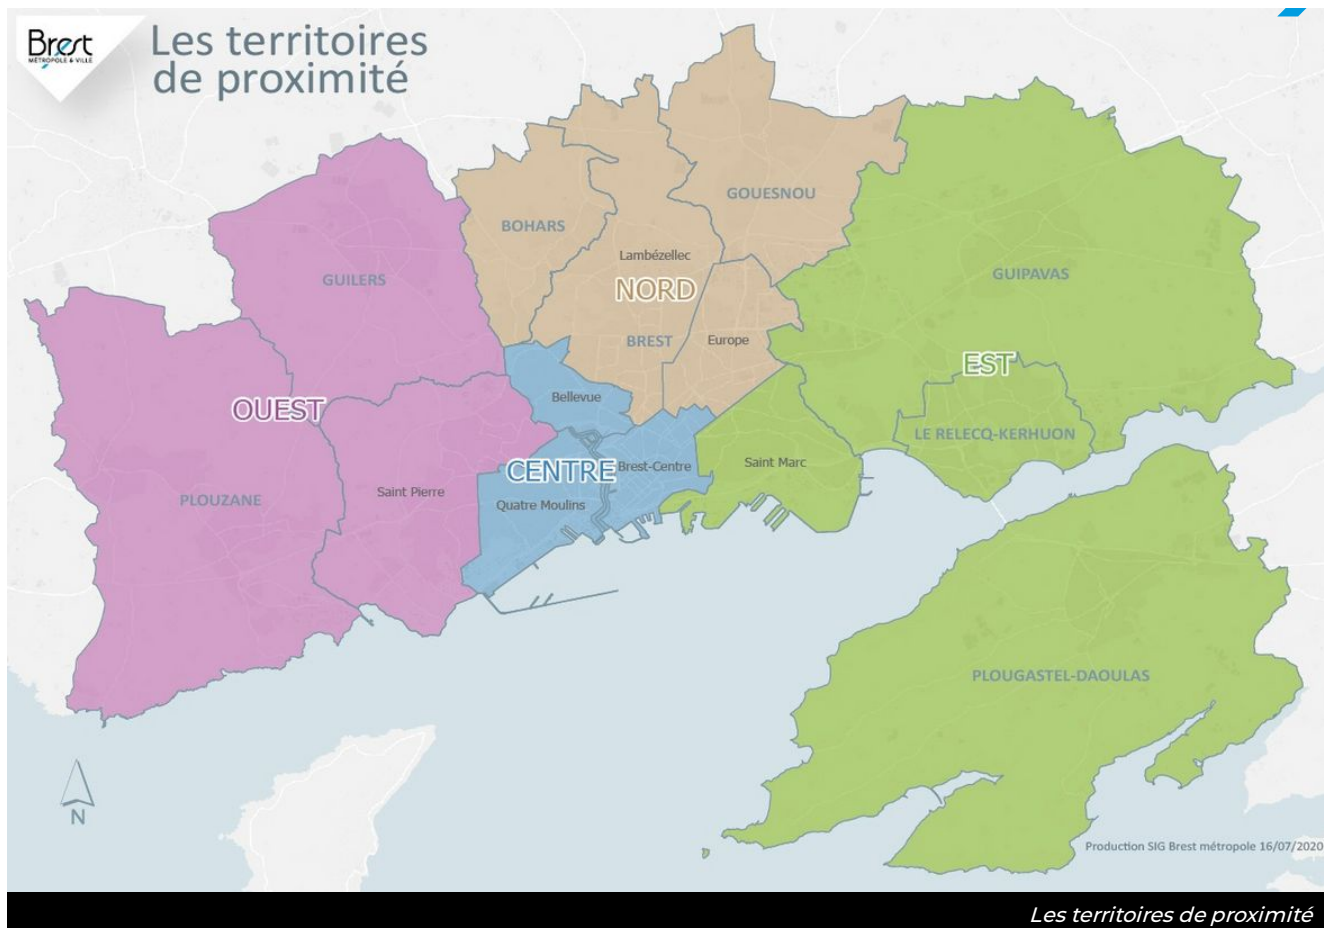 Brest
MÉTROPOLE & VILLE
Les territoires
de proximité
GOUESNOU
BOHARS
Lambézellec
GUIPAVAS
GUILERS
NORD
BREST
Europe
EST
Bellevue
OUEST
LE RELECQ-KERHUON
CENTRE
Brest-Centre
Saint Marc
PLOUZANE
Saint Pierre
Quatre Moulins
PLOUGASTEL-DAOULAS
N
Production SIG Brest métropole 16/07/2020
Les territoires de proximité